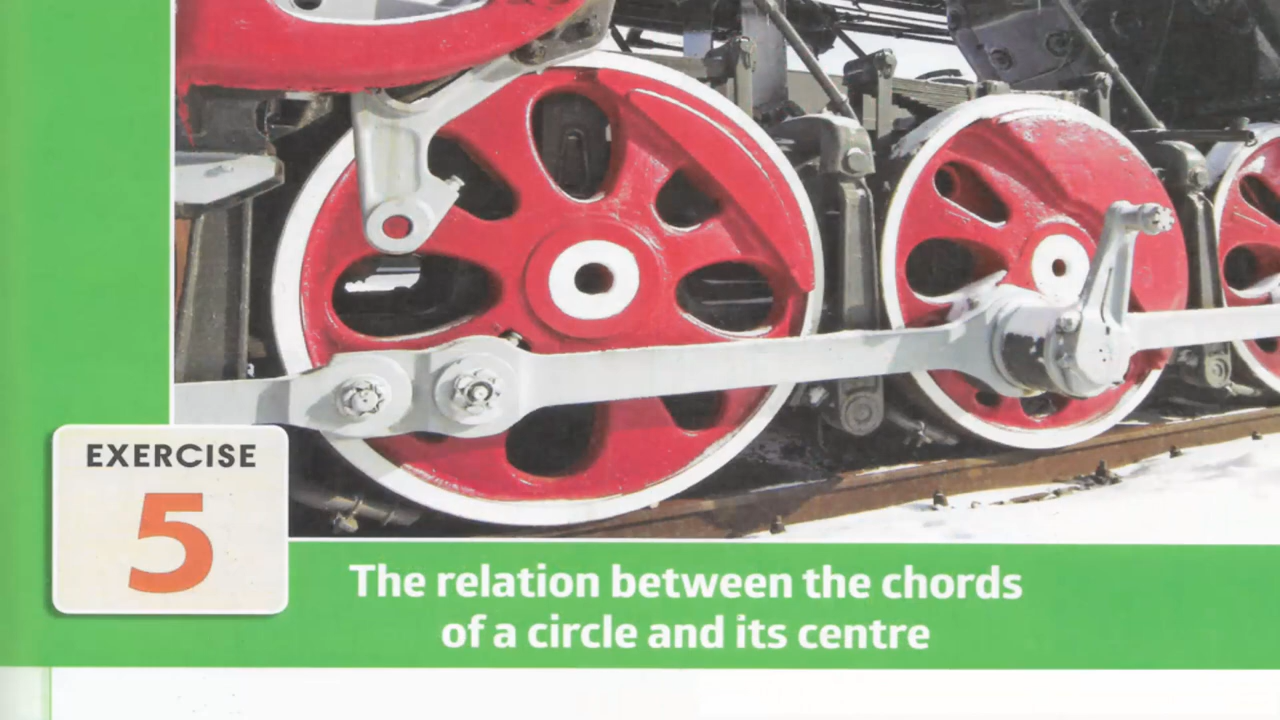 EXERCISE
5
The relation between the chords
of a circle and its centre